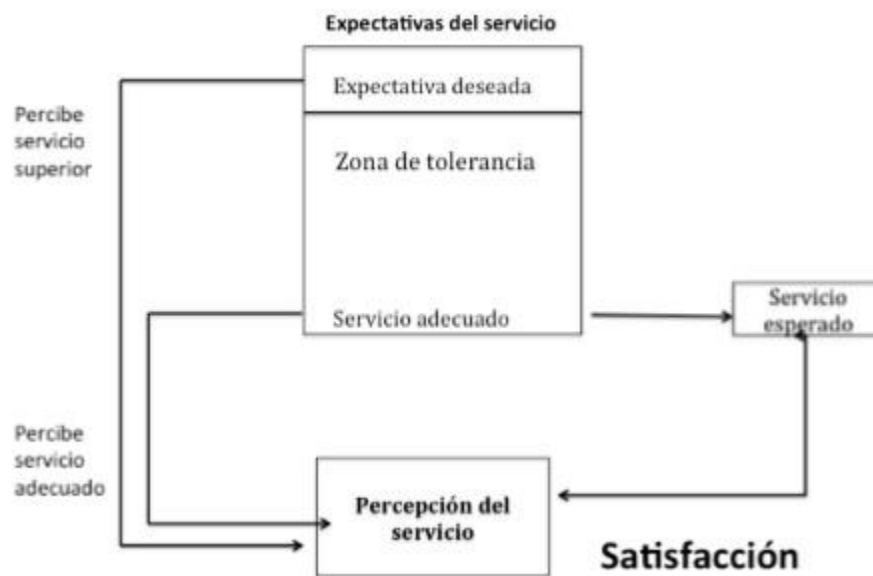 Expectativas del servicio
Expectativa deseada
Percibe
servicio
superior
Zona de tolerancia
Servicio adecuado
Servicio
esperado
Percibe
servicio
adecuado
Percepción del
servicio
Satisfacción